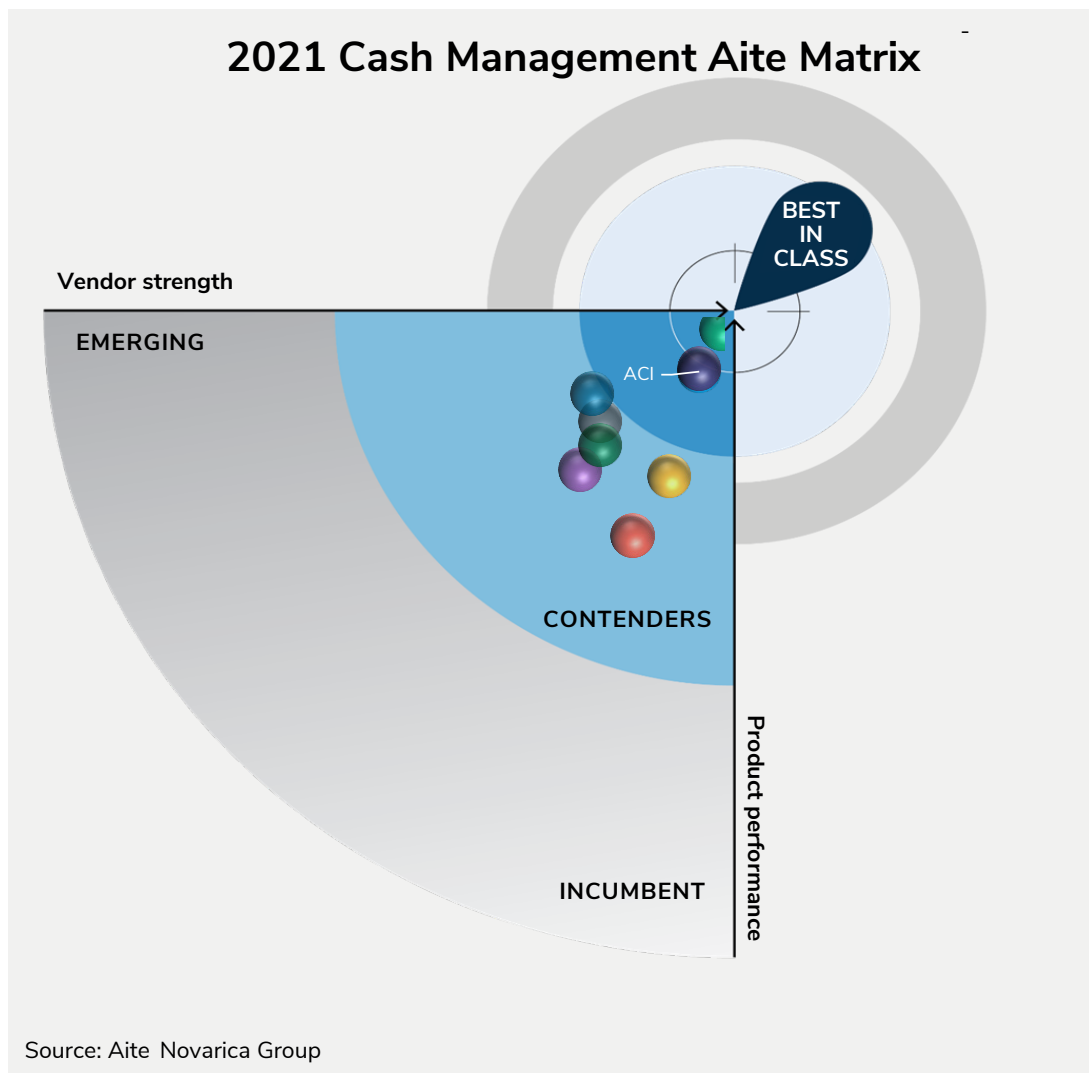 2021 Cash Management Aite Matrix
-
BEST
IN
CLASS
Vendor strength
EMERGING
ACI
CONTENDERS
Product performance
INCUMBENT
Source: Aite Novarica Group